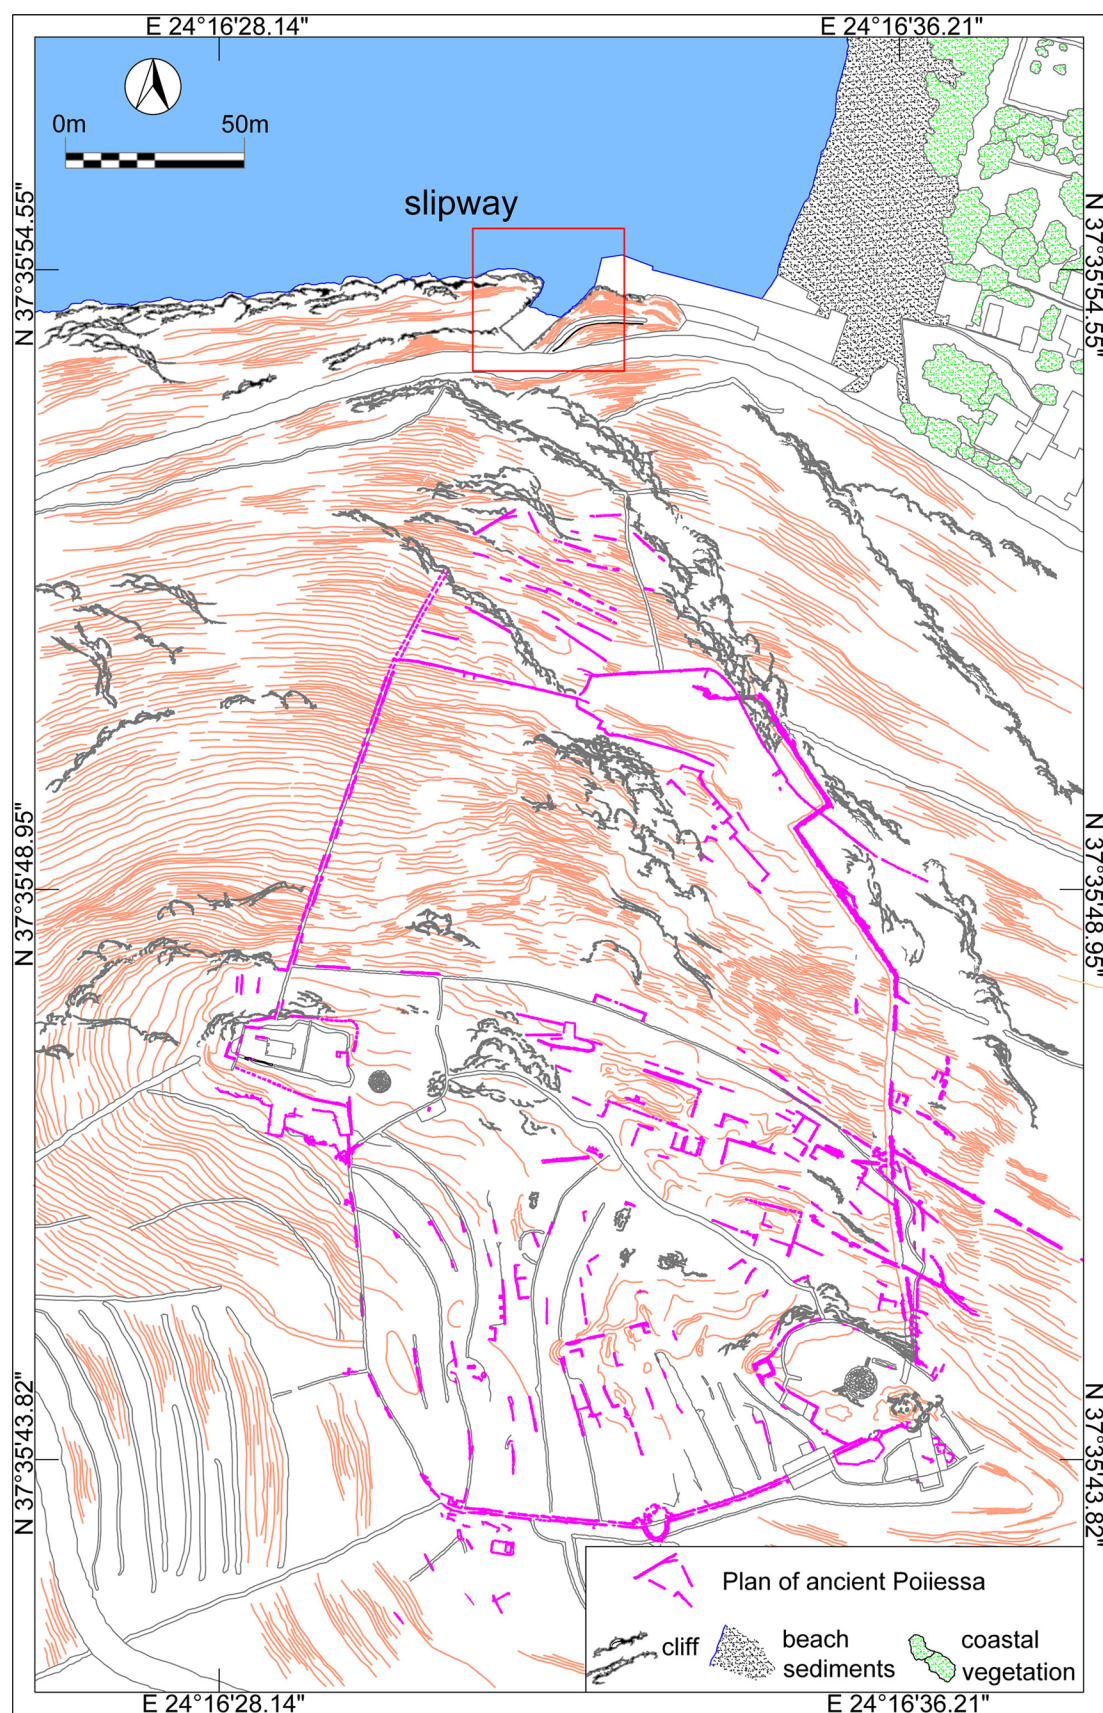 E 24°16'28.14"
E 24°16'36.21"
0m
50m
slipway
N 37°35'54.55"
N 37°35'54.55"
N 37°35'48.95"
N 37°35'48.95"
N 37°35'43.82"
N 37°35'43.82"
Plan of ancient Poiiessa
cliff
beach
sediments
coastal
vegetation
E 24°16'28.14"
E 24°16'36.21"